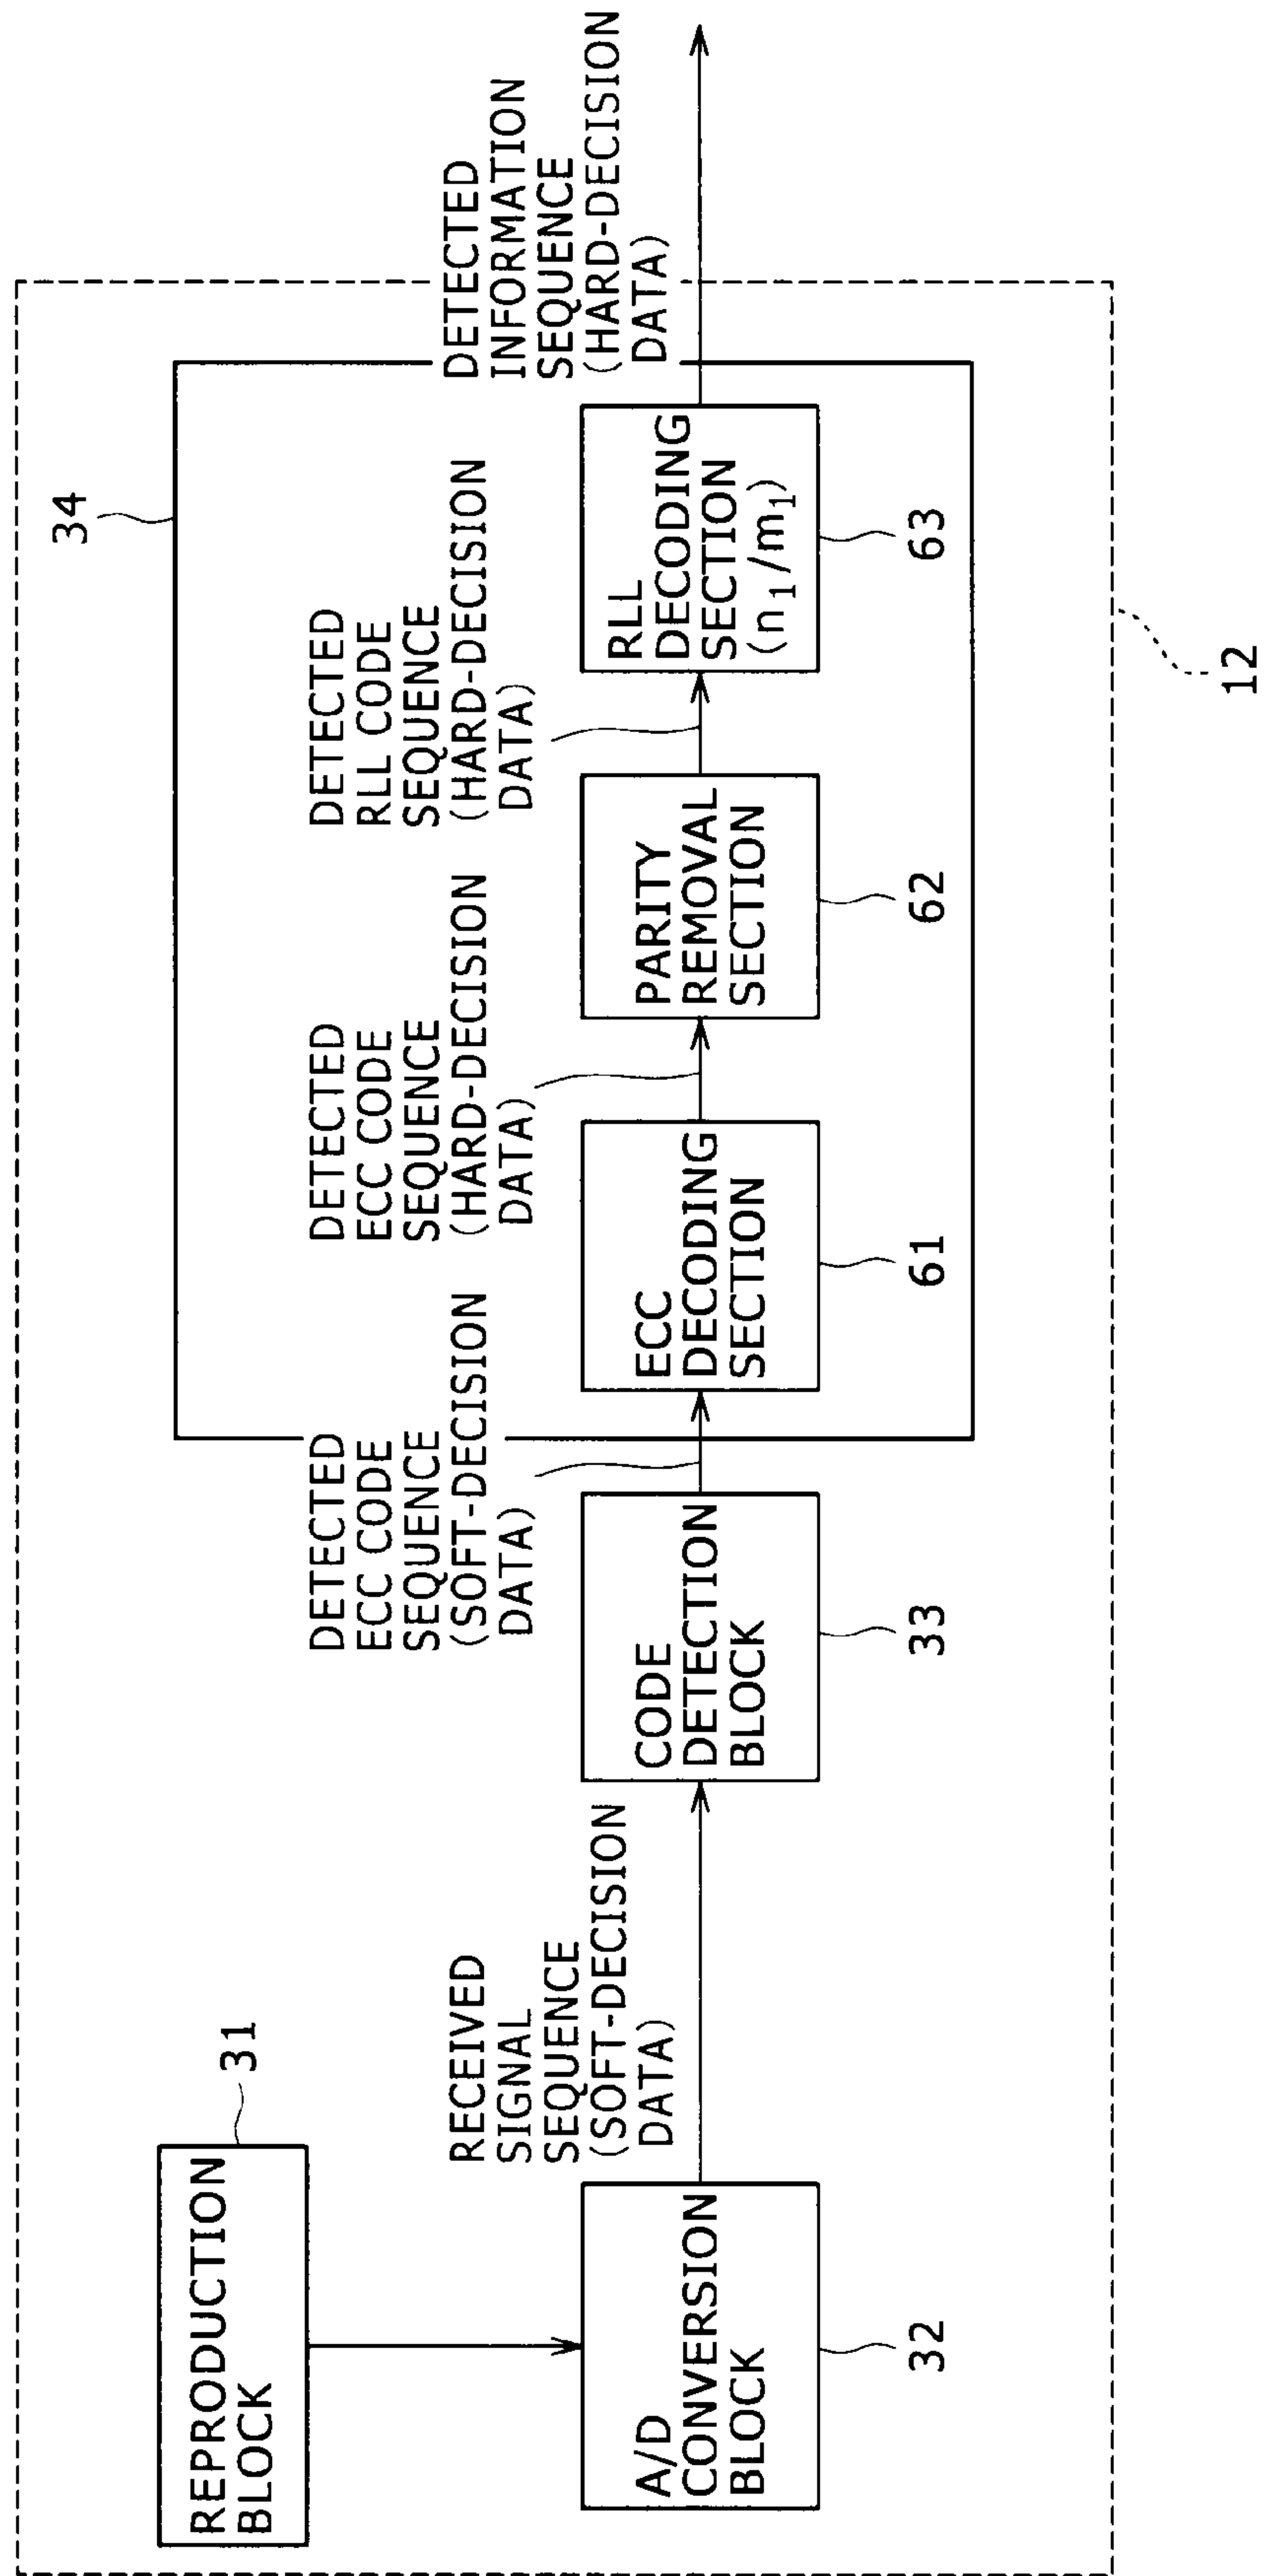 REPRODUCTION
BLOCK
31
A/D
CONVERSION
BLOCK
32
RECEIVED
SIGNAL
SEQUENCE
(SOFT-DECISION
DATA)
CODE
DETECTION
BLOCK
33
DETECTED
ECC CODE
SEQUENCE
(SOFT-DECISION
DATA)
34
ECC
DECODING
SECTION
61
DETECTED
ECC CODE
SEQUENCE
(HARD-DECISION
DATA)
PARITY
REMOVAL
SECTION
62
DETECTED
RLL CODE
SEQUENCE
(HARD-DECISION
DATA)
RLL
DECODING
SECTION
(n₁/m₁)
63
DETECTED
INFORMATION
SEQUENCE
(HARD-DECISION
DATA)
12